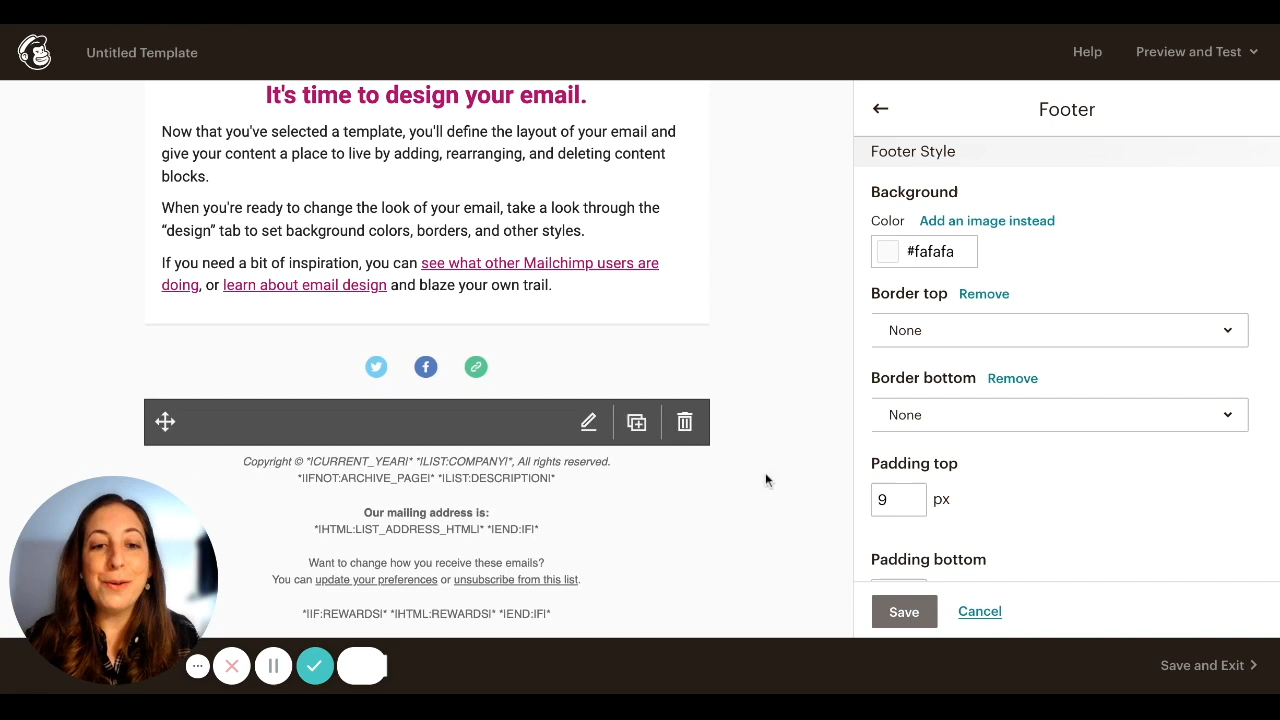 Untitled Template
Help
Preview and Test
It's time to design your email.
Now that you've selected a template, you'll define the layout of your email and
give your content a place to live by adding, rearranging, and deleting content
blocks.
When you're ready to change the look of your email, take a look through the
“design” tab to set background colors, borders, and other styles.
If you need a bit of inspiration, you can see what other Mailchimp users are
doing, or learn about email design and blaze your own trail.
Copyright © *|CURRENT_YEAR|* *|LIST:COMPANY|*, All rights reserved.
*|IFNOT:ARCHIVE_PAGE|* *|LIST:DESCRIPTION|*
Our mailing address is:
*|HTML:LIST_ADDRESS_HTML|* *|END:IF|*
Want to change how you receive these emails?
You can update your preferences or unsubscribe from this list.
*|IF:REWARDS|* *|HTML:REWARDS|* *|END:IF|*
Footer
Footer Style
Background
Color Add an image instead
#fafafa
Border top Remove
None
Border bottom Remove
None
Padding top
9 px
Padding bottom
Save Cancel
Save and Exit